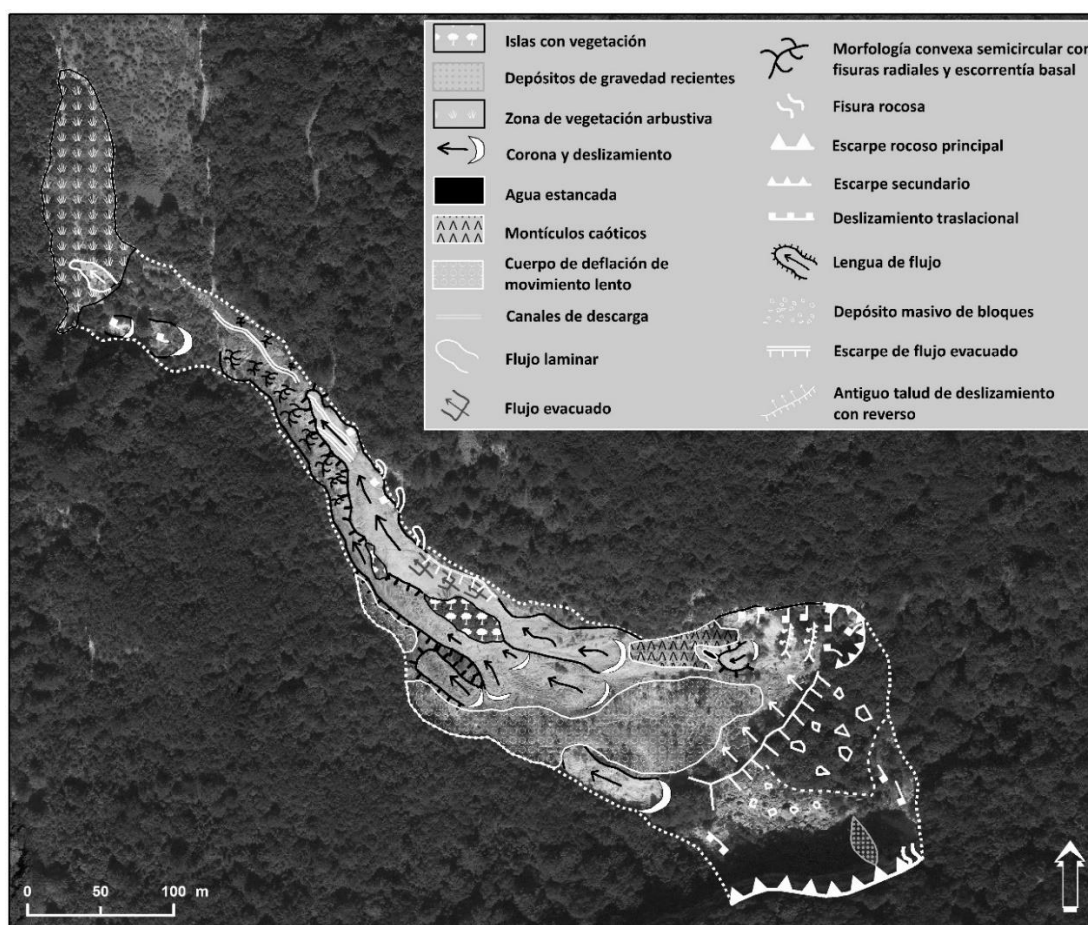 Islas con vegetación
Depósitos de gravedad recientes
Zona de vegetación arbustiva
Corona y deslizamiento
Agua estancada
Montículos caóticos
Cuerpo de deflación de
movimiento lento
Canales de descarga
Flujo laminar
Flujo evacuado
Morfología convexa semicircular con
fisuras radiales y escorrentía basal
Fisura rocosa
Escarpe rocoso principal
Escarpe secundario
Deslizamiento traslacional
Lengua de flujo
Depósito masivo de bloques
Escarpe de flujo evacuado
Antiguo talud de deslizamiento
con reverso
0 50 100 m